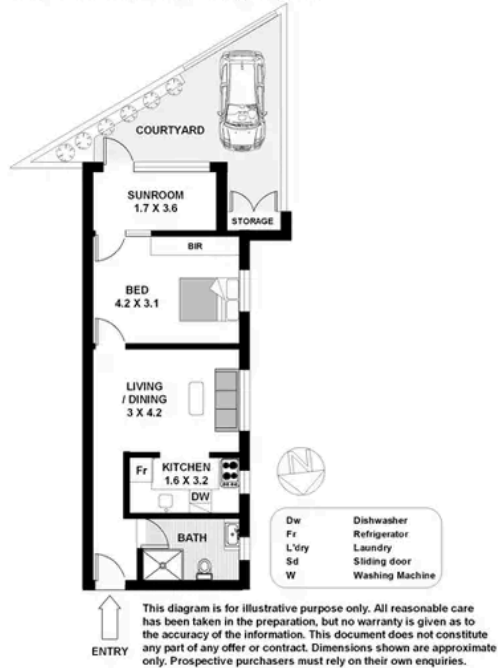 COURTYARD
SUNROOM
1.7 X 3.6
STORAGE
BIR
BED
4.2 X 3.1
LIVING
/ DINING
3 X 4.2
Fr
KITCHEN
1.6 X 3.2
DW
BATH
N
Dw Dishwasher
Fr Refrigerator
L'dry Laundry
Sd Sliding door
W Washing Machine
ENTRY
This diagram is for illustrative purpose only. All reasonable care
has been taken in the preparation, but no warranty is given as to
the accuracy of the information. This document does not constitute
any part of any offer or contract. Dimensions shown are approximate
only. Prospective purchasers must rely on their own enquiries.